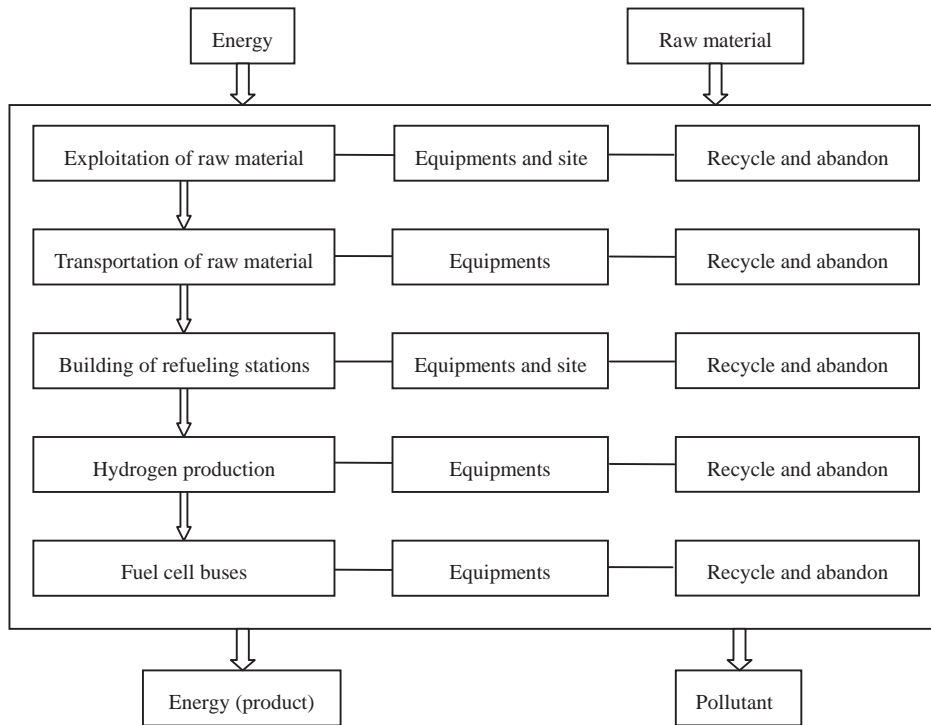 Energy
Raw material
Exploitation of raw material
Equipments and site
Recycle and abandon
Transportation of raw material
Equipments
Recycle and abandon
Building of refueling stations
Equipments and site
Recycle and abandon
Hydrogen production
Equipments
Recycle and abandon
Fuel cell buses
Equipments
Recycle and abandon
Energy (product)
Pollutant